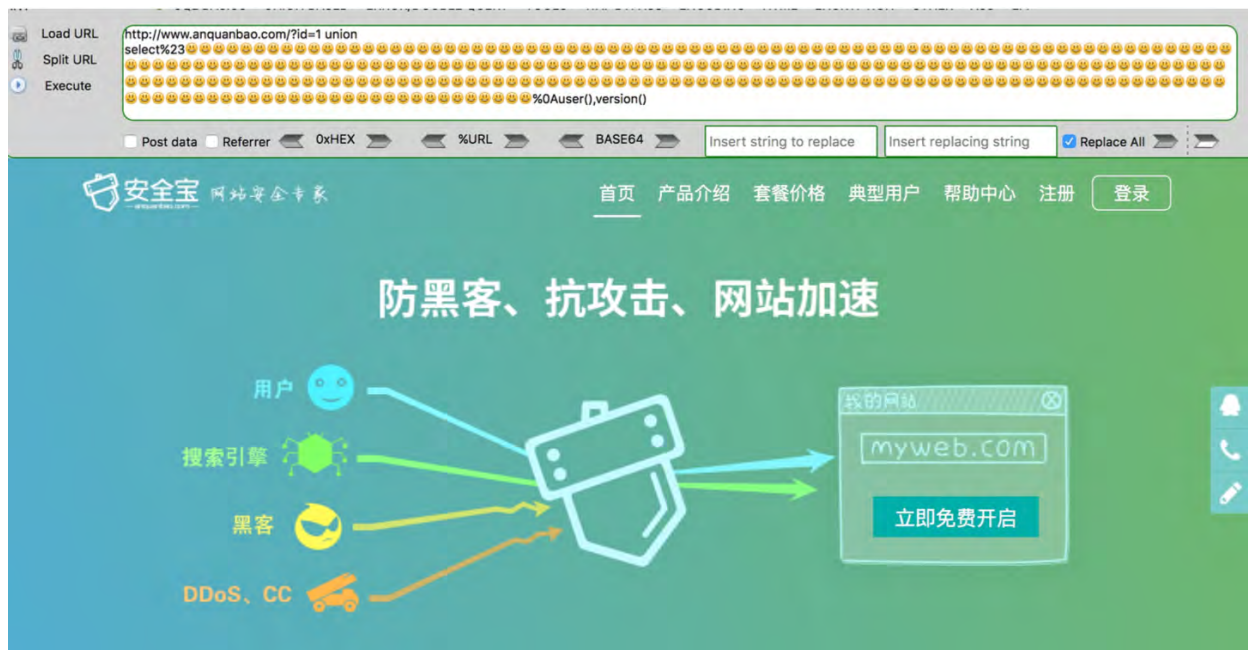 Load URL
http://www.anquanbao.com/?id=1 union
select%23
Split URL
Execute
%0Auser(),version()
Post data Referrer 0xHEX %URL BASE64 Insert string to replace Insert replacing string Replace All
安全宝 网站安全专家 首页 产品介绍 套餐价格 典型用户 帮助中心 注册 登录
anquanbao.com
防黑客、抗攻击、网站加速
用户
我的网站
搜索引擎
myweb.com
黑客
立即免费开启
DDoS、CC